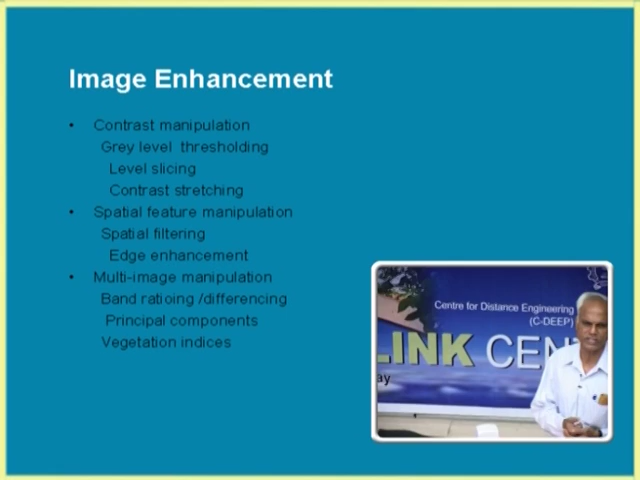 Image Enhancement
• Contrast manipulation
Grey level thresholding
Level slicing
Contrast stretching
• Spatial feature manipulation
Spatial filtering
Edge enhancement
• Multi-image manipulation
Band ratioing /differencing
Principal components
Vegetation indices
Centre for Distance Engineering
(C-DEEP)
LINK CEN
ay